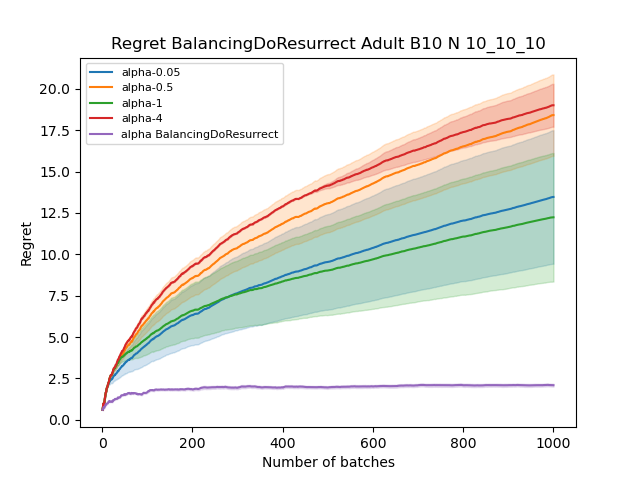 Regret BalancingDoResurrect Adult B10 N 10_10_10
alpha-0.05
alpha-0.5
alpha-1
alpha-4
alpha BalancingDoResurrect
Regret
20.0
17.5
15.0
12.5
10.0
7.5
5.0
2.5
0.0
0 200 400 600 800 1000
Number of batches